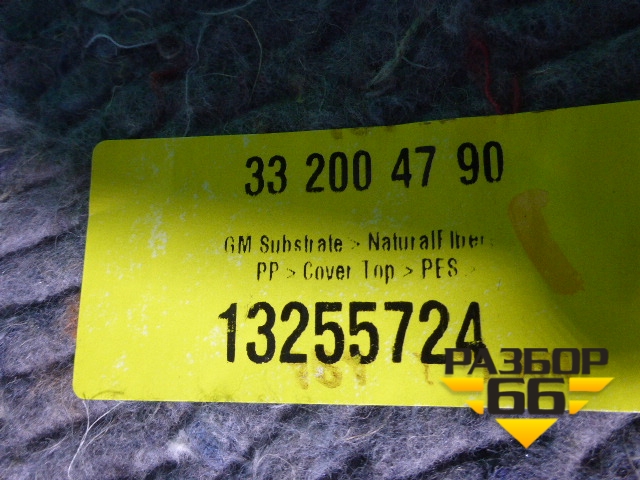 33 200 47 90
GM Substrate > NaturalFiber
PP > Cover Top > PES >
13255724
РАЗБОР
66